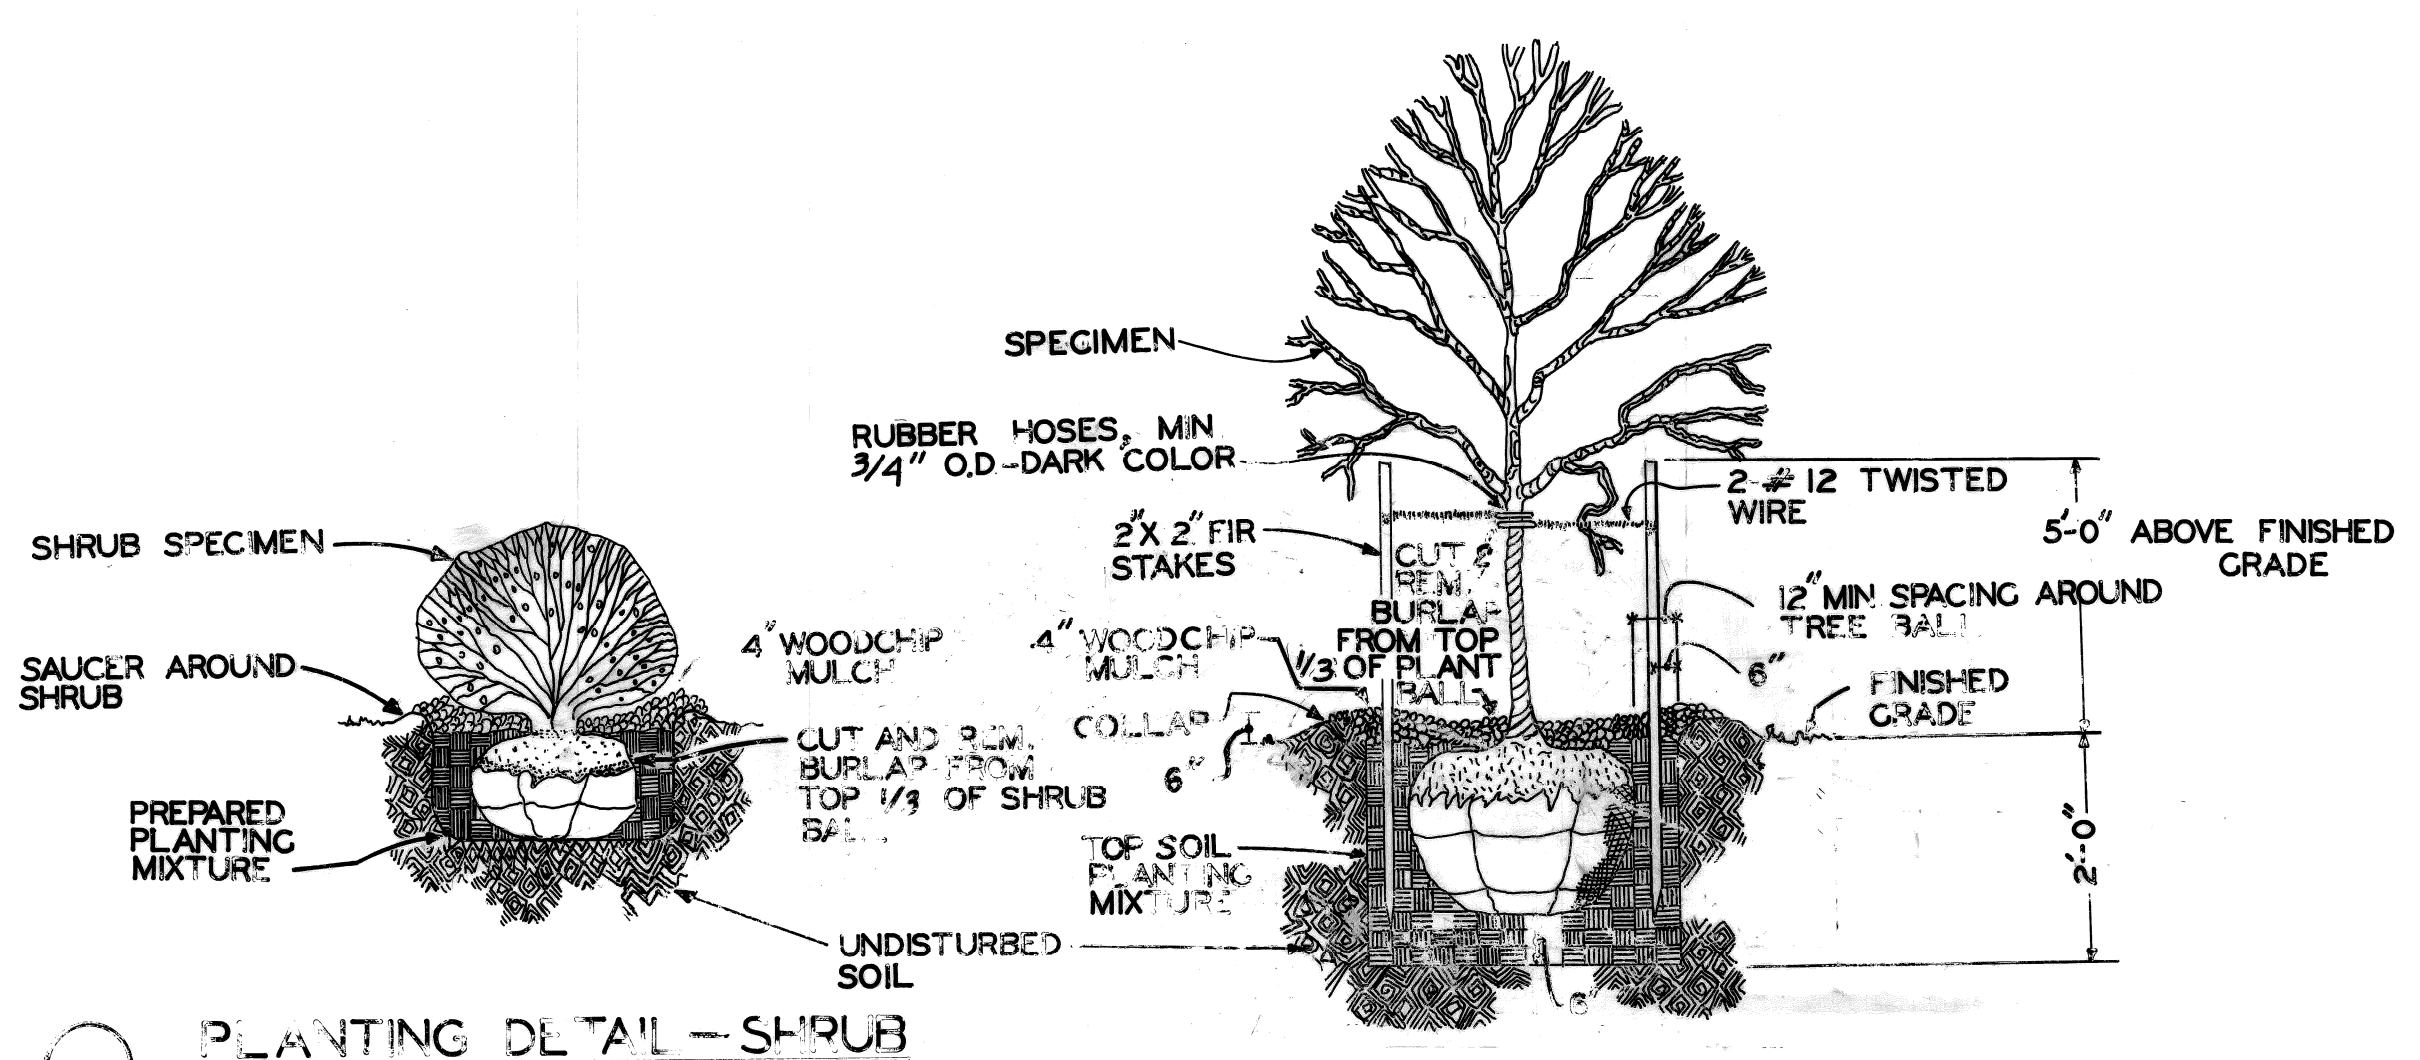 SHRUB SPECIMEN
SAUCER AROUND
SHRUB
PREPARED
PLANTING
MIXTURE
4" WOODCHIP
MULCH
CUT AND REM.
BURLAP FROM
TOP 1/3 OF SHRUB
BALL
UNDISTURBED
SOIL
PLANTING DETAIL — SHRUB
SPECIMEN
RUBBER HOSES, MIN
3/4" O.D.-DARK COLOR
2"X 2" FIR
STAKES
CUT &
REM.
BURLAP
FROM TOP
1/3 OF PLANT
BALL
4" WOODCHIP
MULCH
COLLAR
6"
TOP SOIL
PLANTING
MIXTURE
2-#12 TWISTED
WIRE
5'-0" ABOVE FINISHED
GRADE
12" MIN SPACING AROUND
TREE BALL
6"
FINISHED
GRADE
2'-0"
6"